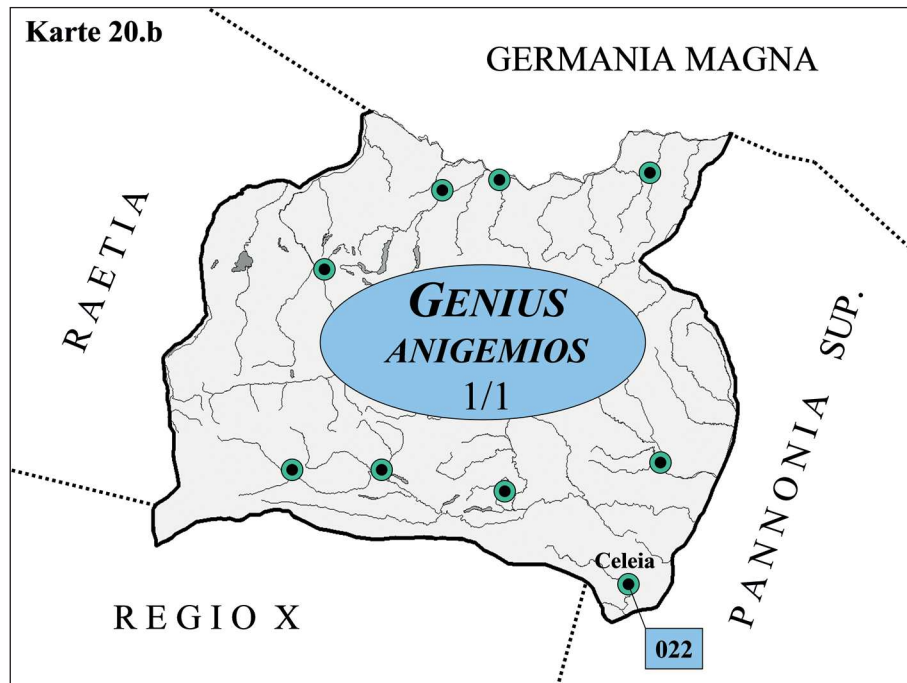 Karte 20.b
GERMANIA MAGNA
RAETIA
GENIUS
ANIGEMIOS
1/1
PANNONIA SUP.
Celeia
REGIO X
022